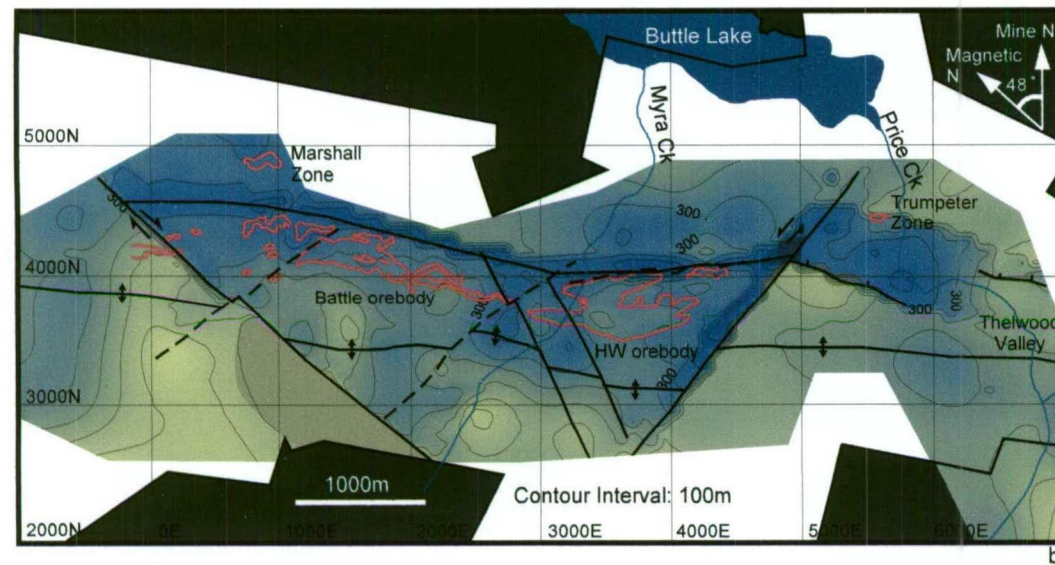 Buttle Lake
Mine N
Magnetic
N
48°
Myra Ck
Price Ck
5000N
Marshall
Zone
300
300
Trumpeter
Zone
300
4000N
Battle orebody
300
300
300
Thelwood
Valley
HW orebody
300
3000N
1000m
Contour Interval: 100m
2000N
0E
1000E
2000E
3000E
4000E
5000E
6000E
b